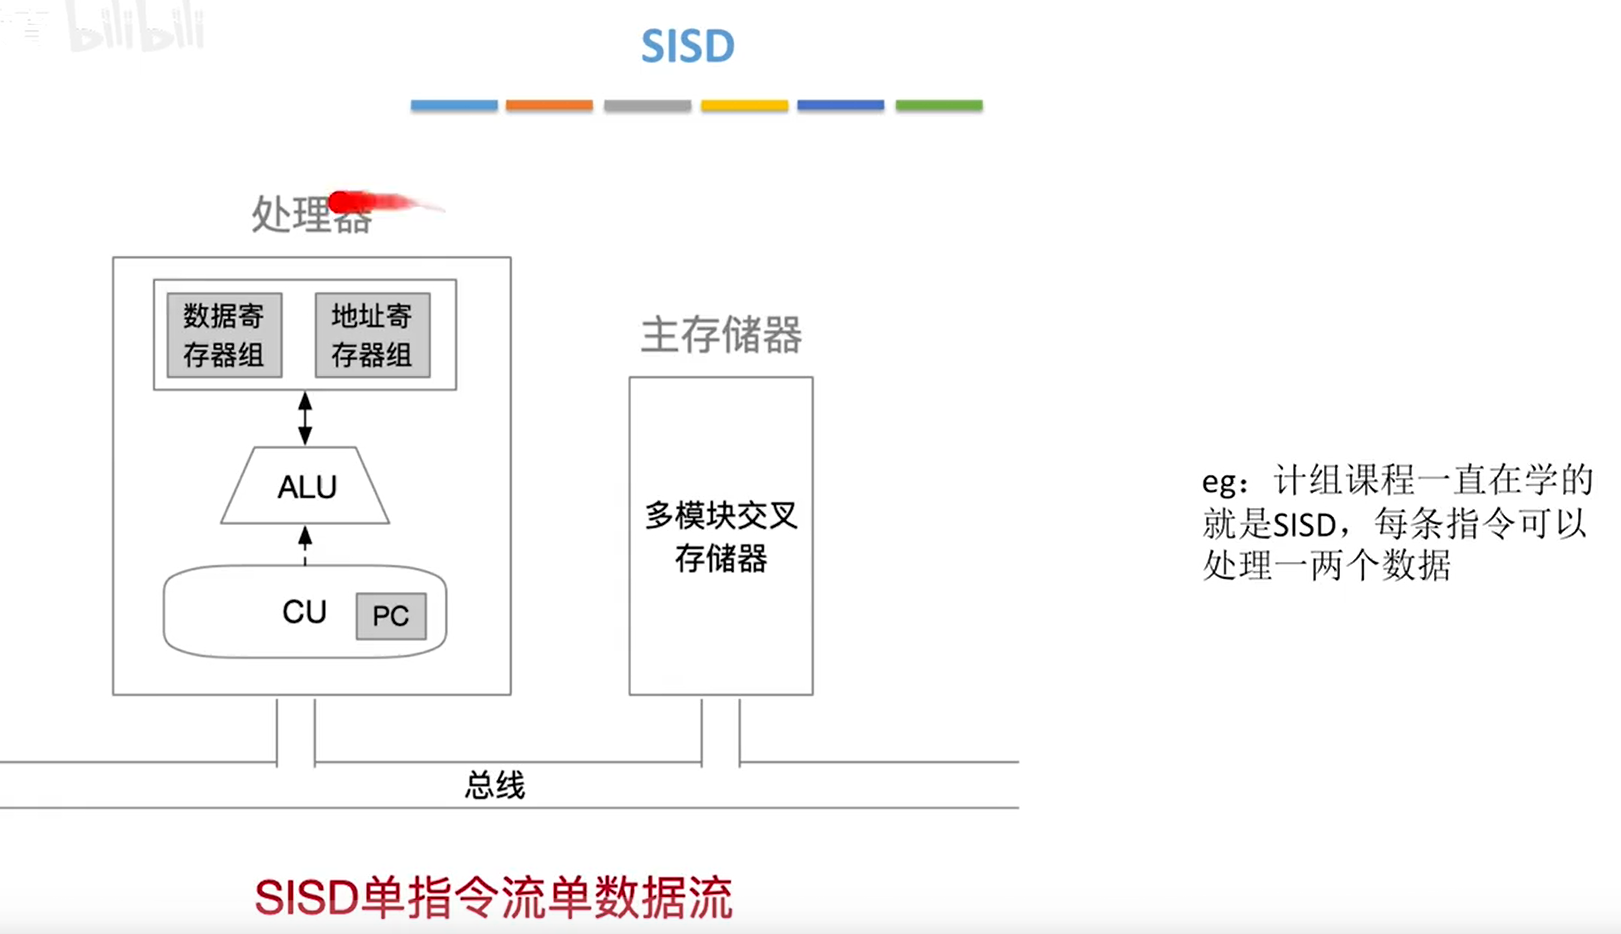 bilibili
SISD
处理器
数据寄
存器组
地址寄
存器组
ALU
CU
PC
主存储器
多模块交叉
存储器
总线
eg：计组课程一直在学的
就是SISD，每条指令可以
处理一两个数据
SISD单指令流单数据流